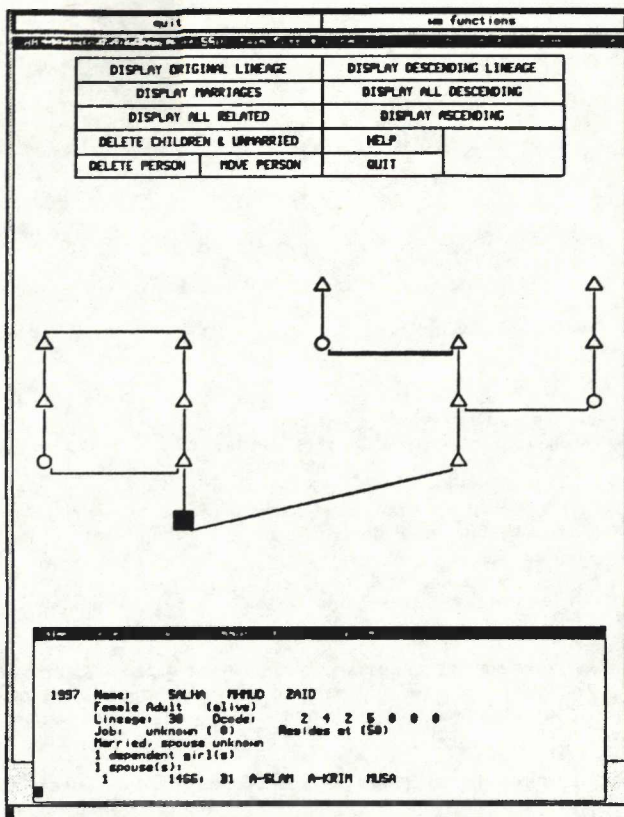 quit wm functions
DISPLAY ORIGINAL LINEAGE DISPLAY DESCENDING LINEAGE
DISPLAY MARRIAGES DISPLAY ALL DESCENDING
DISPLAY ALL RELATED DISPLAY ASCENDING
DELETE CHILDREN & UNMARRIED HELP
DELETE PERSON MOVE PERSON QUIT
1997 Name: SALHA MHMUD ZAID
Female Adult (alive)
Lineage: 30 Dcode: 2 4 2 6 0 0 0
Job: unknown ( 0) Resides at (50)
Married, spouse unknown
1 dependent girl(s)
1 spouse(s):
1 1466: 31 A-SLAM A-KRIM MUSA